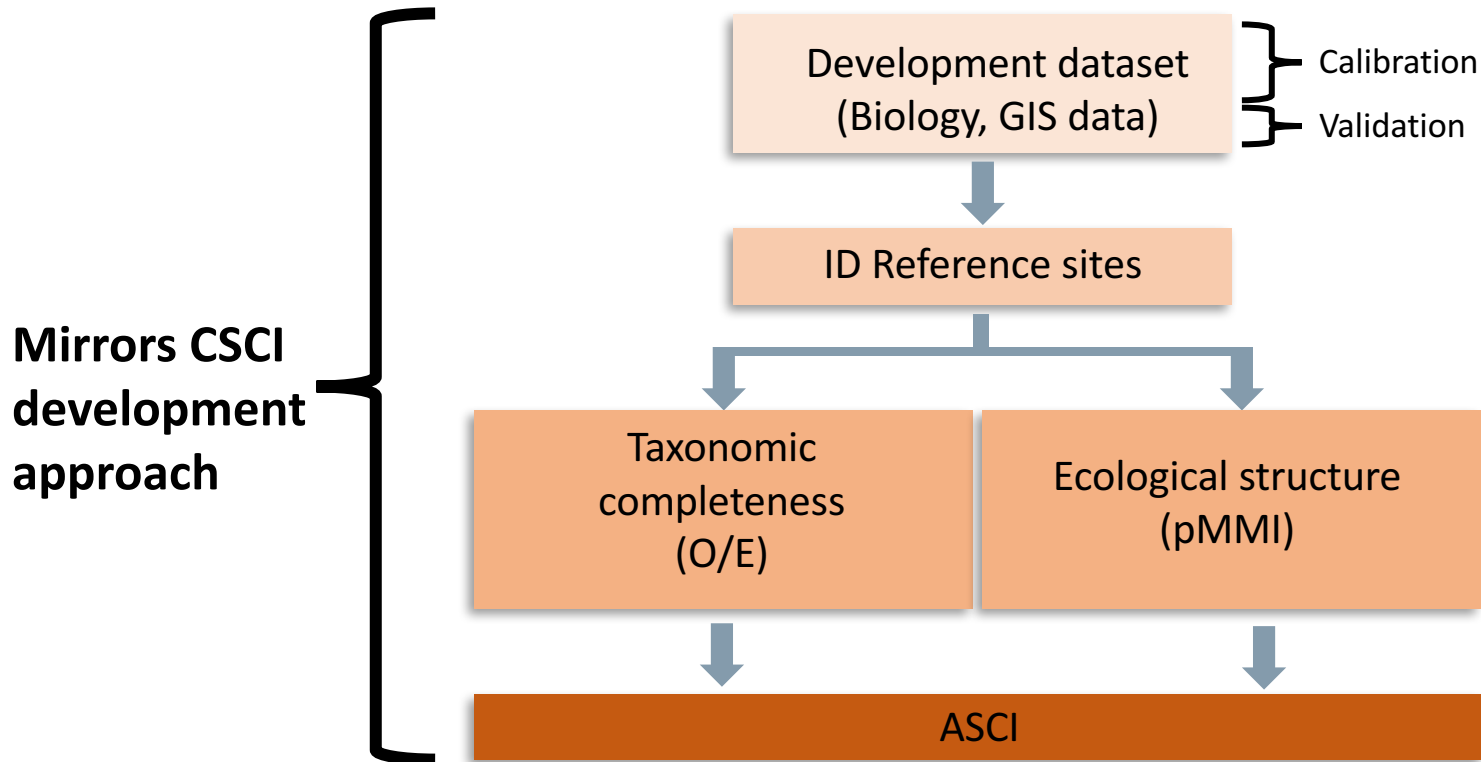 Mirrors CSCI
development
approach
Development dataset
(Biology, GIS data)
Calibration
Validation
ID Reference sites
Taxonomic
completeness
(O/E)
Ecological structure
(pMMI)
ASCI